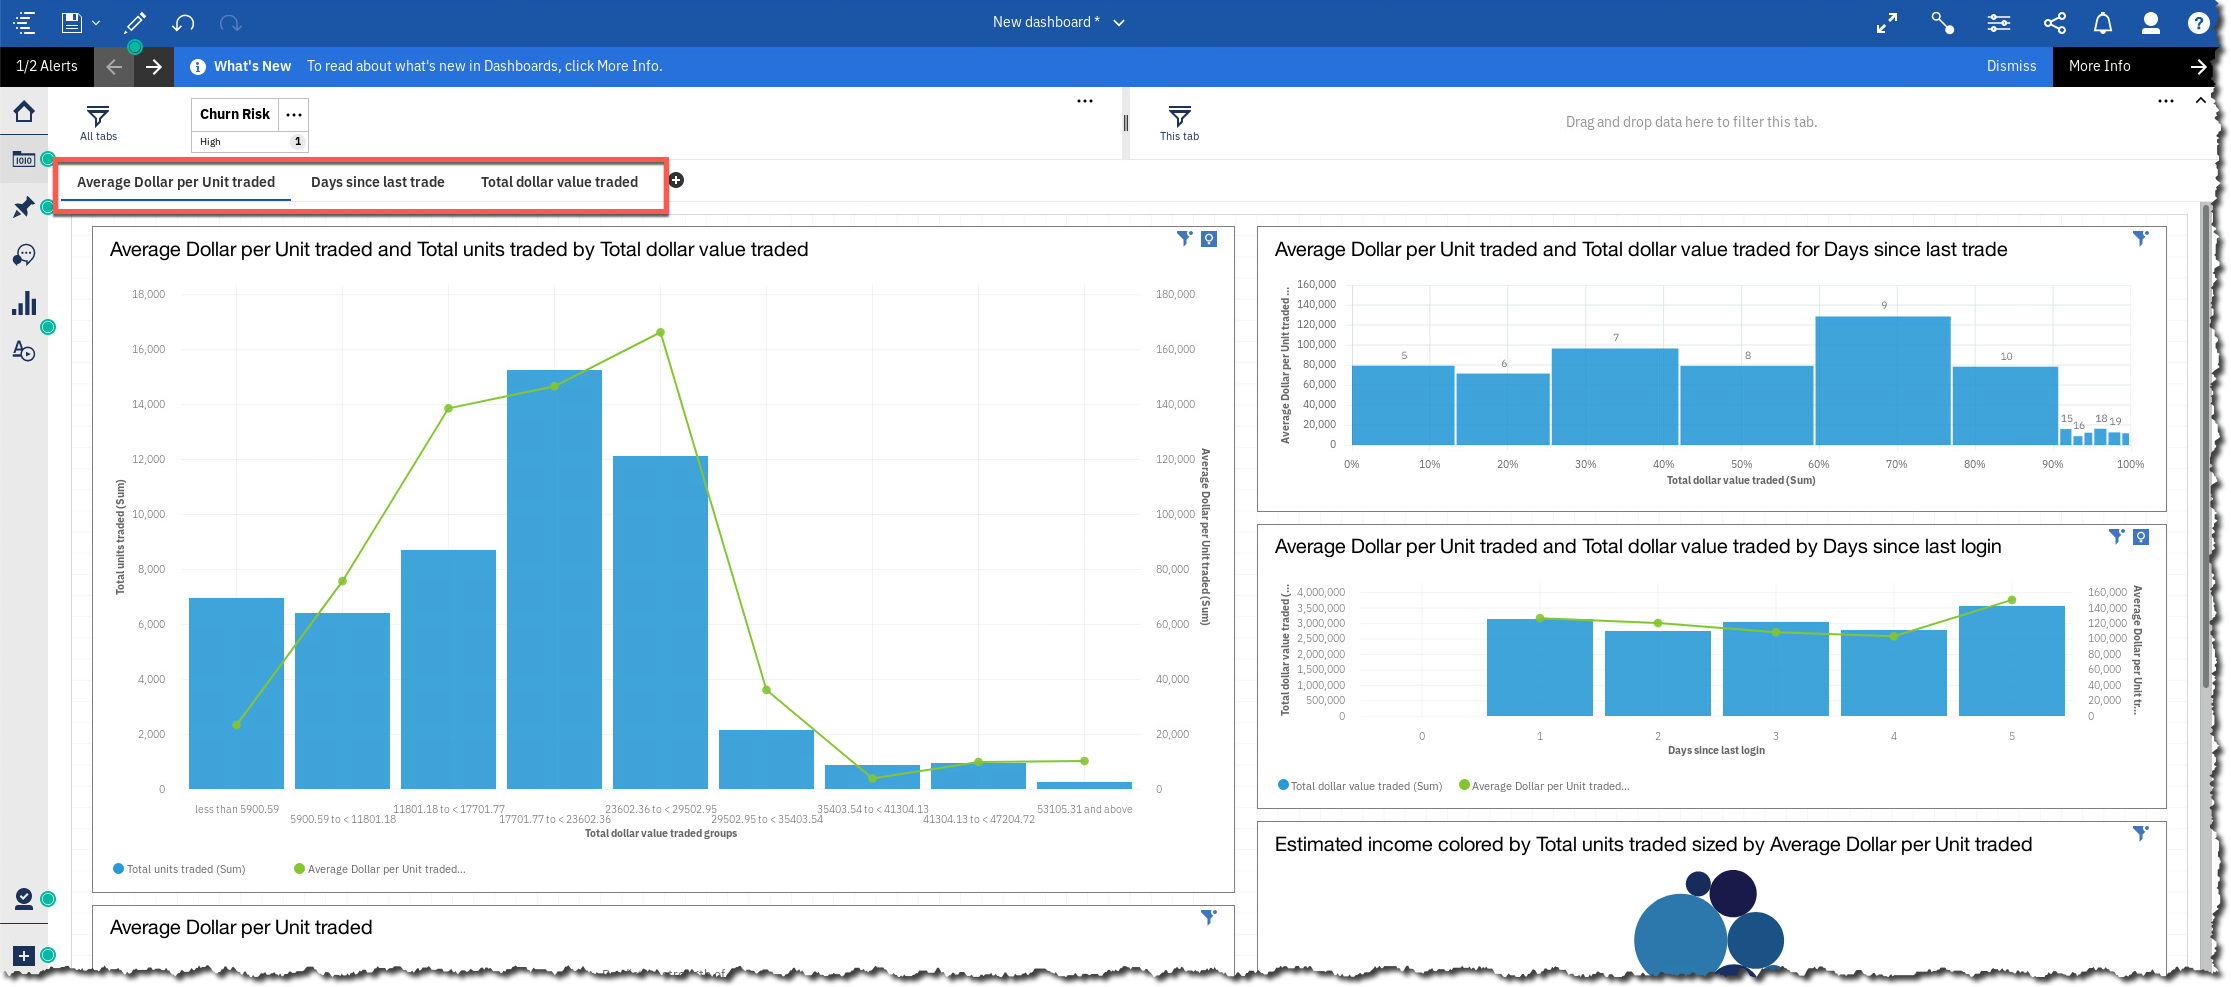 New dashboard *
1/2 Alerts
What's New To read about what's new in Dashboards, click More Info.
Dismiss
More Info
All tabs
Churn Risk
High 1
This tab
Drag and drop data here to filter this tab.
Average Dollar per Unit traded
Days since last trade
Total dollar value traded
Average Dollar per Unit traded and Total units traded by Total dollar value traded
18,000
16,000
14,000
12,000
10,000
8,000
6,000
4,000
2,000
0
Total units traded (Sum)
180,000
160,000
140,000
120,000
100,000
80,000
60,000
40,000
20,000
0
Average Dollar per Unit traded (Sum)
less than 5900.59
5900.59 to < 11801.18
11801.18 to < 17701.77
17701.77 to < 23602.36
23602.36 to < 29502.95
29502.95 to < 35403.54
35403.54 to < 41304.13
41304.13 to < 47204.72
53105.31 and above
Total dollar value traded groups
Total units traded (Sum)
Average Dollar per Unit traded...
Average Dollar per Unit traded
Average Dollar per Unit traded and Total dollar value traded for Days since last trade
Average Dollar per Unit traded ...
160,000
140,000
120,000
100,000
80,000
60,000
40,000
20,000
0
5
6
7
8
9
10
15
16
18
19
0%
10%
20%
30%
40%
50%
60%
70%
80%
90%
100%
Total dollar value traded (Sum)
Average Dollar per Unit traded and Total dollar value traded by Days since last login
Total dollar value traded (...
4,000,000
3,500,000
3,000,000
2,500,000
2,000,000
1,500,000
1,000,000
500,000
0
160,000
140,000
120,000
100,000
80,000
60,000
40,000
20,000
0
Average Dollar per Unit tr...
0
1
2
3
4
5
Days since last login
Total dollar value traded (Sum)
Average Dollar per Unit traded...
Estimated income colored by Total units traded sized by Average Dollar per Unit traded